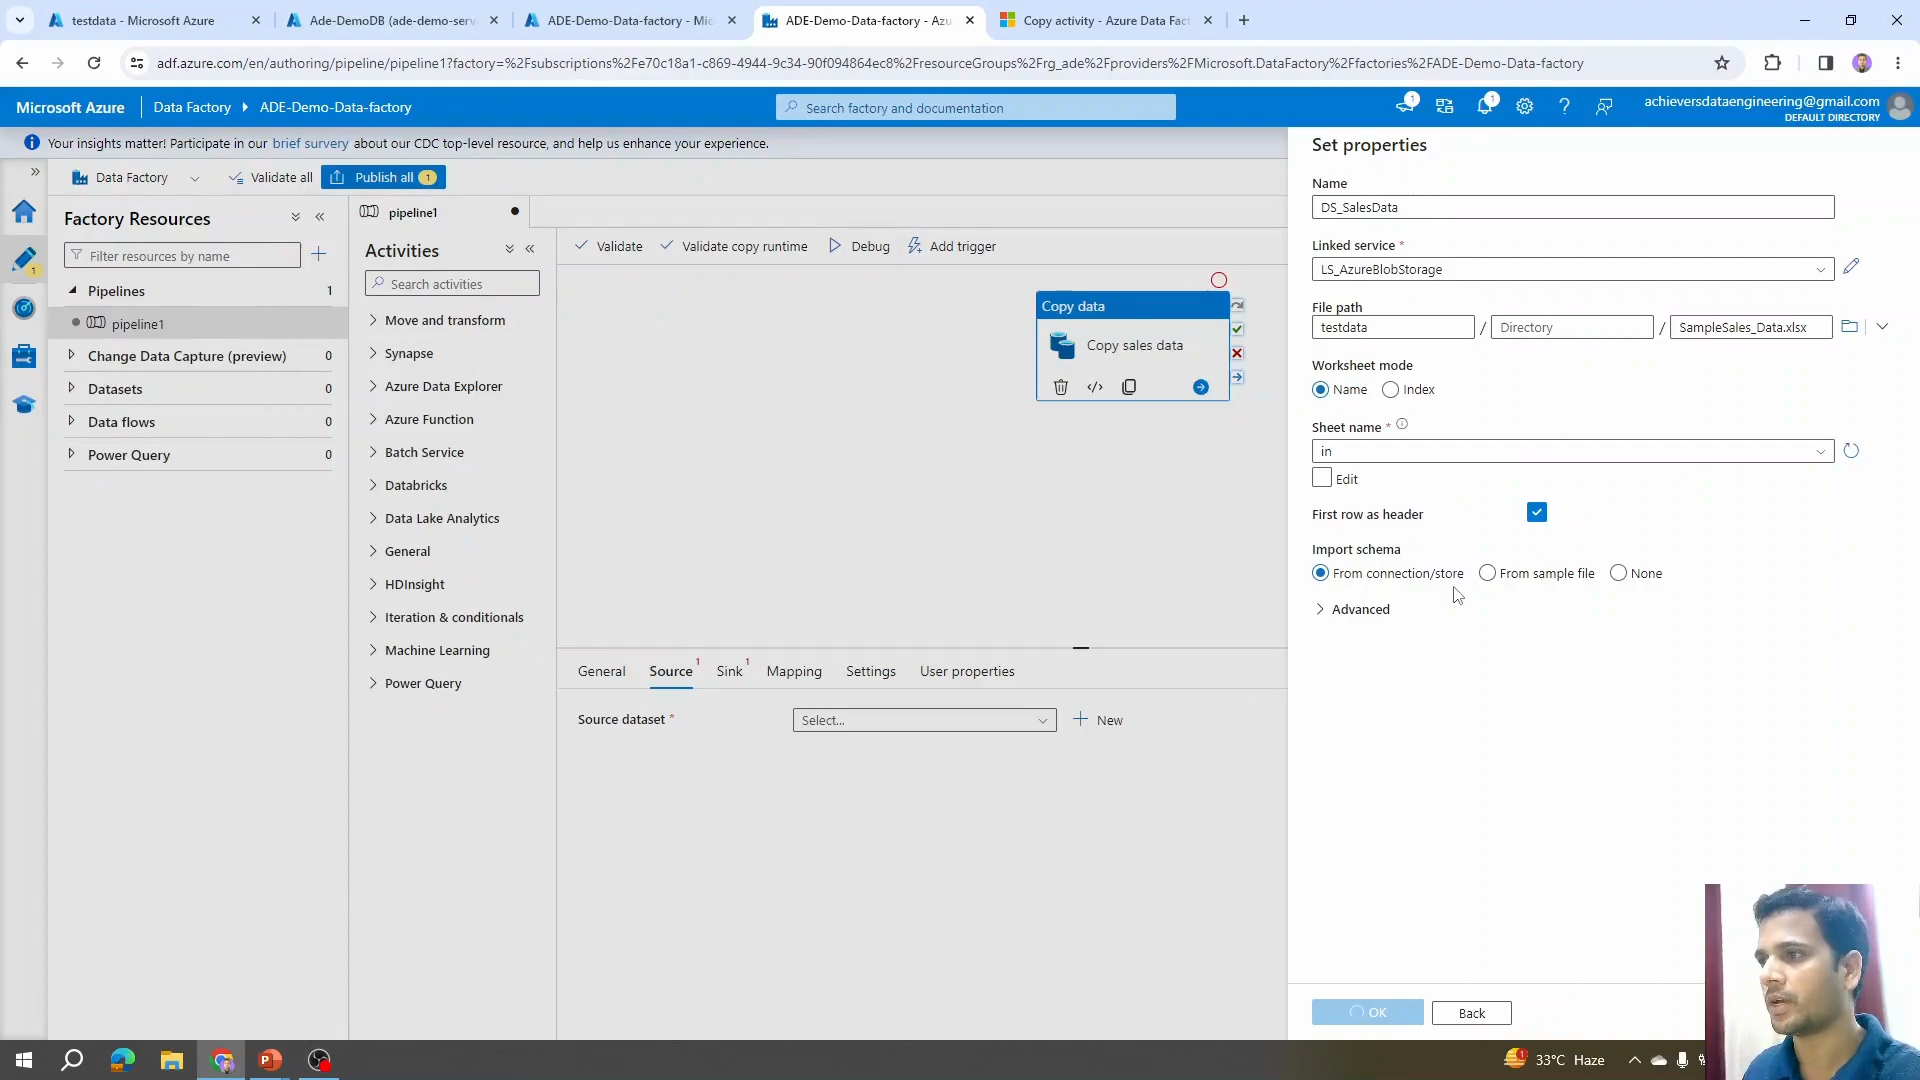 testdata - Microsoft Azure
Ade-DemoDB (ade-demo-serv
ADE-Demo-Data-factory - Mic
ADE-Demo-Data-factory - Azu
Copy activity - Azure Data Fact
adf.azure.com/en/authoring/pipeline/pipeline1?factory=%2Fsubscriptions%2Fe70c18a1-c869-4944-9c34-90f094864ec8%2FresourceGroups%2Frg_ade%2Fproviders%2FMicrosoft.DataFactory%2Ffactories%2FADE-Demo-Data-factory
Microsoft Azure
Data Factory
ADE-Demo-Data-factory
Search factory and documentation
1
1
achieversdataengineering@gmail.com
DEFAULT DIRECTORY
Your insights matter! Participate in our brief survery about our CDC top-level resource, and help us enhance your experience.
Data Factory
Validate all
Publish all 1
Factory Resources
Filter resources by name
1
Pipelines 1
pipeline1
Change Data Capture (preview) 0
Datasets 0
Data flows 0
Power Query 0
pipeline1
Activities
Search activities
Move and transform
Synapse
Azure Data Explorer
Azure Function
Batch Service
Databricks
Data Lake Analytics
General
HDInsight
Iteration & conditionals
Machine Learning
Power Query
Validate
Validate copy runtime
Debug
Add trigger
Copy data
Copy sales data
General
Source 1
Sink 1
Mapping
Settings
User properties
Source dataset *
Select...
New
Set properties
Name
DS_SalesData
Linked service *
LS_AzureBlobStorage
File path
testdata / Directory / SampleSales_Data.xlsx
Worksheet mode
Name Index
Sheet name *
in
Edit
First row as header
Import schema
From connection/store From sample file None
Advanced
OK
Back
1
33°C Haze